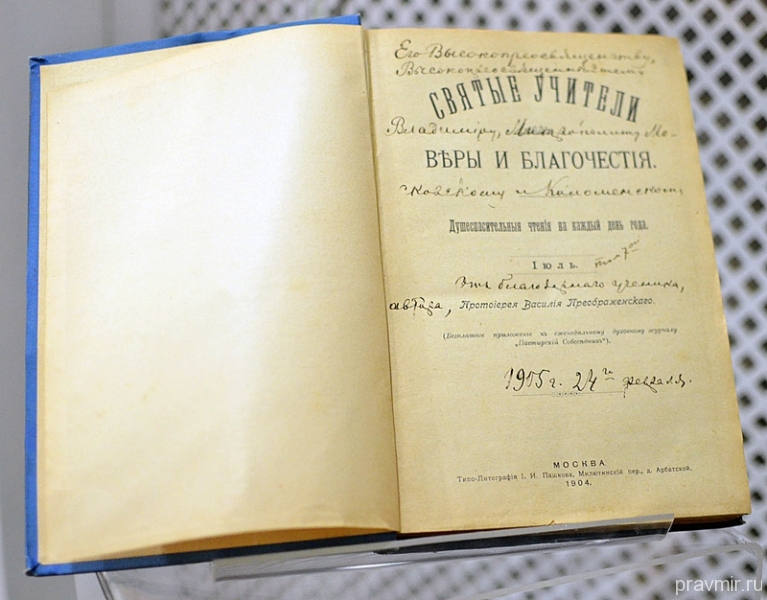 Его Высокопреосвященству,
Высокопреосвященнѣйшему
СВЯТЫЕ УЧИТЕЛИ
Владиміру, Митрополиту Мо-
ВѢРЫ И БЛАГОЧЕСТІЯ.
сковскому и Коломенскому
Душеспасительныя чтенія на каждый день года.
Іюль.
Отъ благодарнаго ученика,
автора, Протоіерея Василія Преображенскаго.
(Безплатное приложеніе къ еженедѣльному духовному журналу
„Пастырскій Собесѣдникъ“).
1905 г. 24го февраля.
МОСКВА
Типо-Литографія І. И. Пашкова, Милютинскій пер., д. Арбатской.
1904.
pravmir.ru